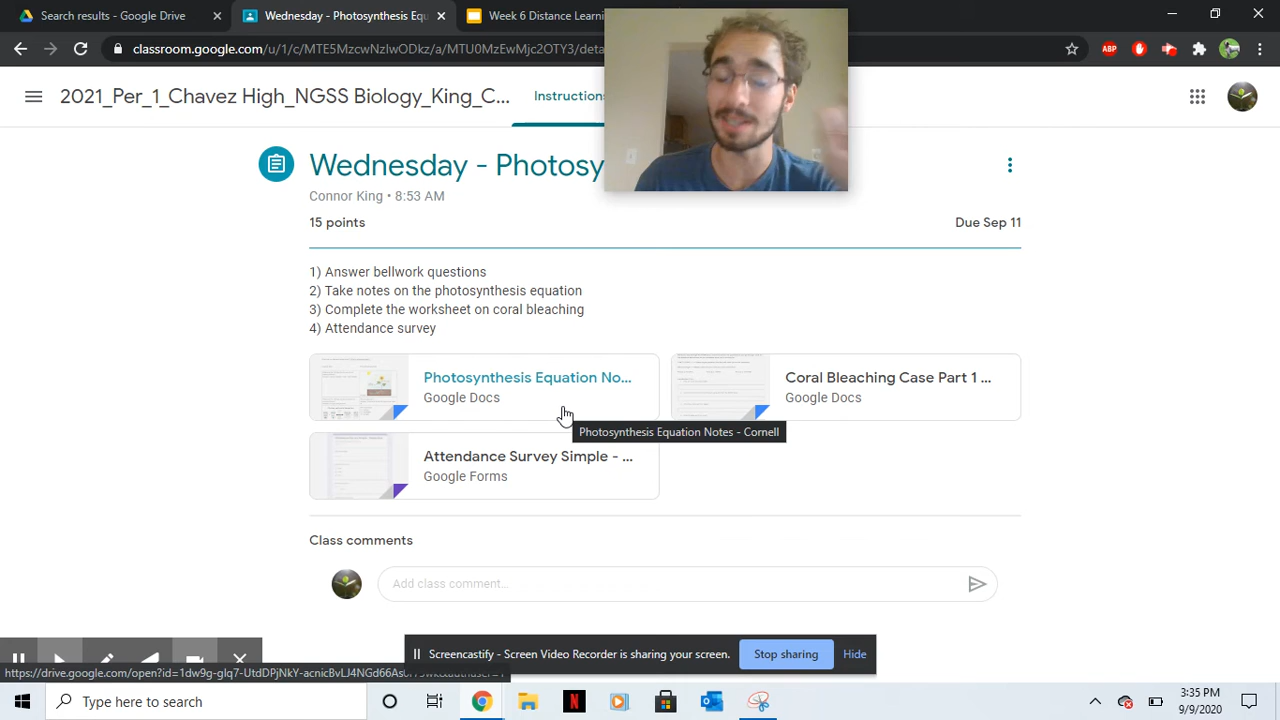 Search results - Google Drive
Wednesday - Photosynthesis Equ
Week 6 Distance Learni
classroom.google.com/u/1/c/MTE5MzcwNzIwODkz/a/MTU0MzEwMjc2OTY3/deta
ABP
2021_Per_1_Chavez High_NGSS Biology_King_C...
Instructions
Wednesday - Photosy
Connor King • 8:53 AM
15 points
Due Sep 11
1) Answer bellwork questions
2) Take notes on the photosynthesis equation
3) Complete the worksheet on coral bleaching
4) Attendance survey
Photosynthesis Equation No...
Google Docs
Coral Bleaching Case Part 1 ...
Google Docs
Photosynthesis Equation Notes - Cornell
Attendance Survey Simple - ...
Google Forms
Class comments
Add class comment...
Screencastify - Screen Video Recorder is sharing your screen.
Stop sharing
Hide
Type here to search
3:35 PM
9/9/2020